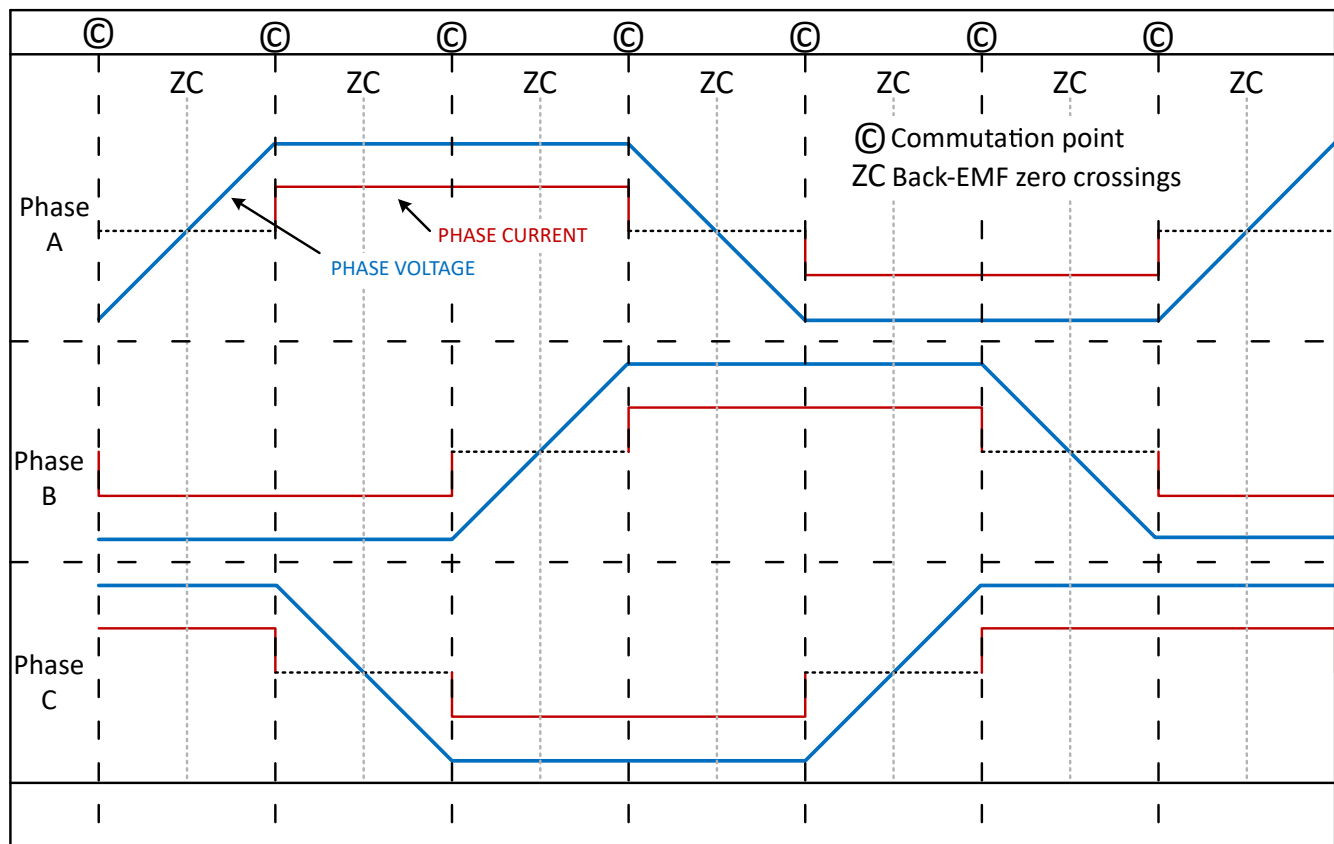 © © © © © © ©
ZC ZC ZC ZC ZC ZC ZC
© Commutation point
ZC Back-EMF zero crossings
Phase
A
PHASE CURRENT
PHASE VOLTAGE
Phase
B
Phase
C